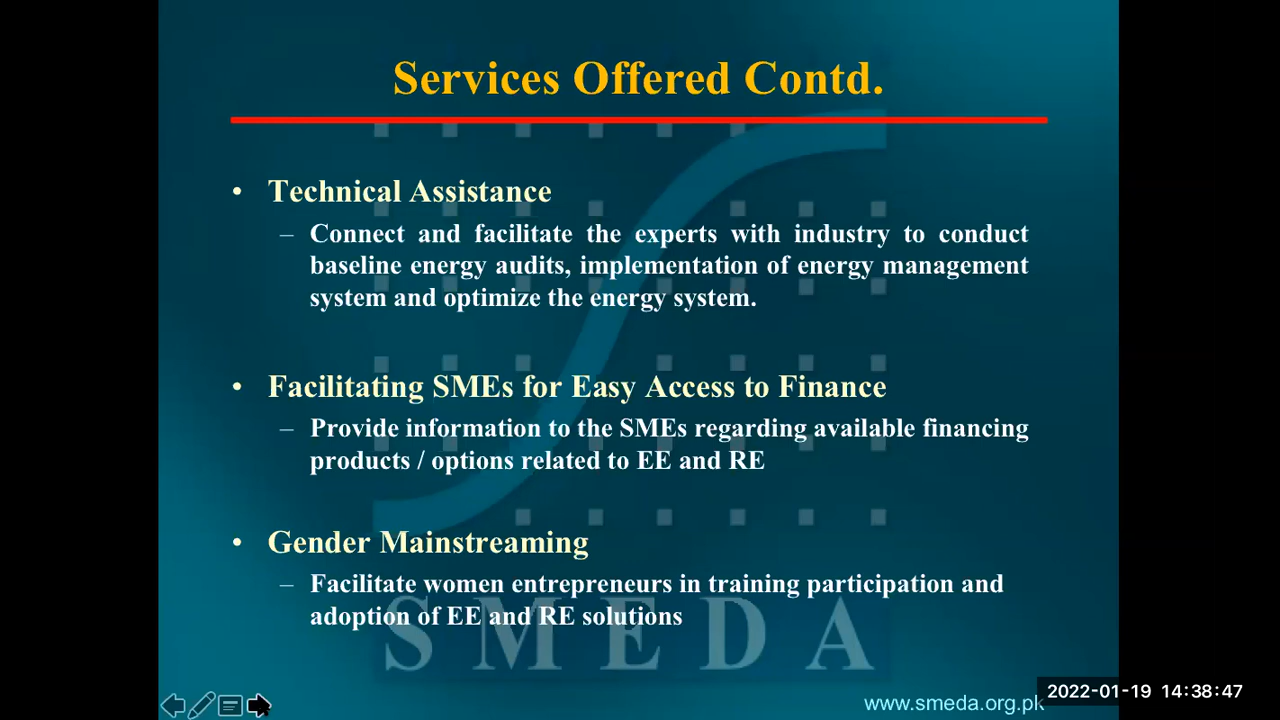 Services Offered Contd.
• Technical Assistance
– Connect and facilitate the experts with industry to conduct
baseline energy audits, implementation of energy management
system and optimize the energy system.
• Facilitating SMEs for Easy Access to Finance
– Provide information to the SMEs regarding available financing
products / options related to EE and RE
• Gender Mainstreaming
– Facilitate women entrepreneurs in training participation and
adoption of EE and RE solutions
SMEDA
www.smeda.org.pk
2022-01-19 14:38:47